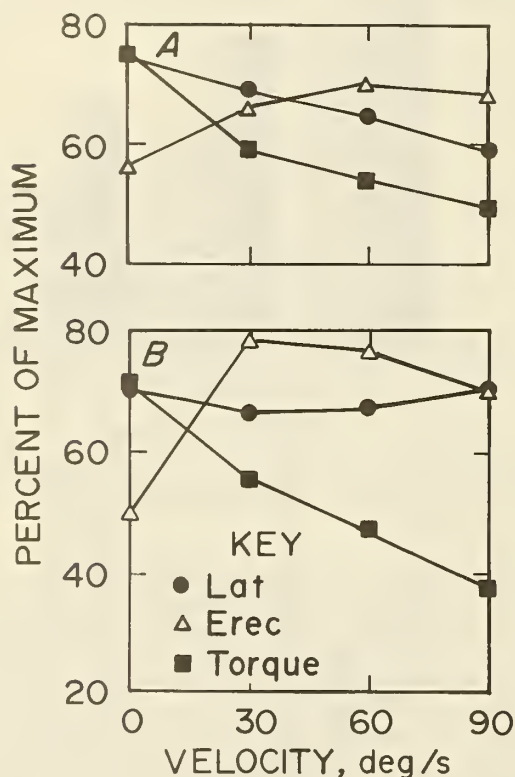 80
A
60
40
80
B
60
40
20
PERCENT OF MAXIMUM
KEY
Lat
Erec
Torque
0 30 60 90
VELOCITY, deg/s